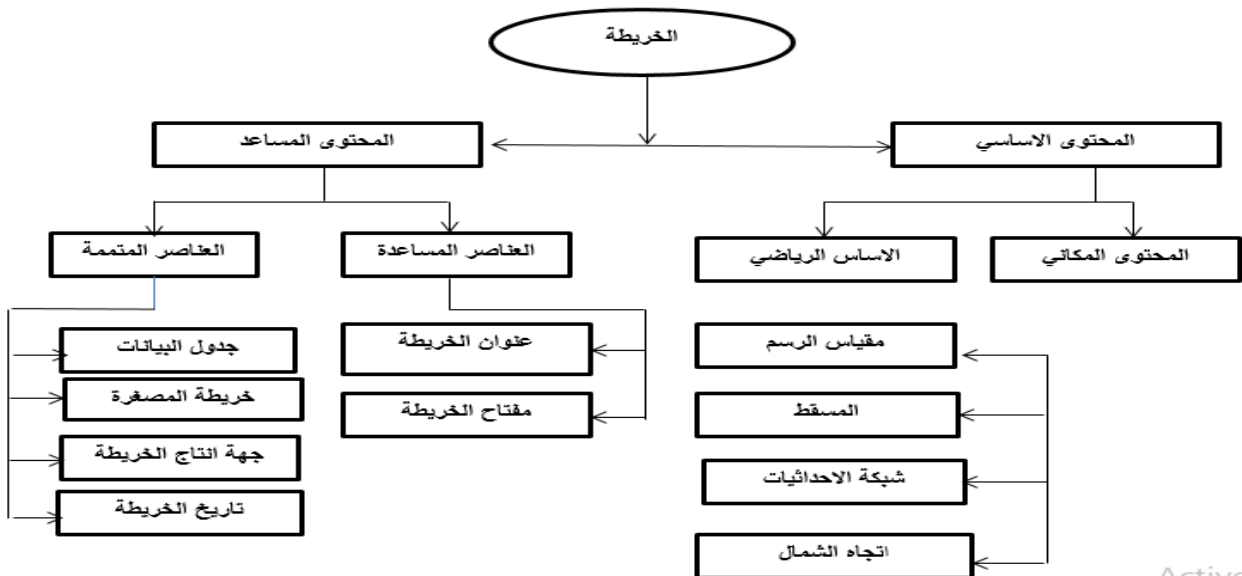 الخريطة
المحتوى الاساسي
المحتوى المساعد
المحتوى المكاني
الاساس الرياضي
العناصر المساعدة
العناصر المتممة
مقياس الرسم
المسقط
شبكة الاحداثيات
اتجاه الشمال
عنوان الخريطة
مفتاح الخريطة
جدول البيانات
خريطة المصغرة
جهة انتاج الخريطة
تاريخ الخريطة